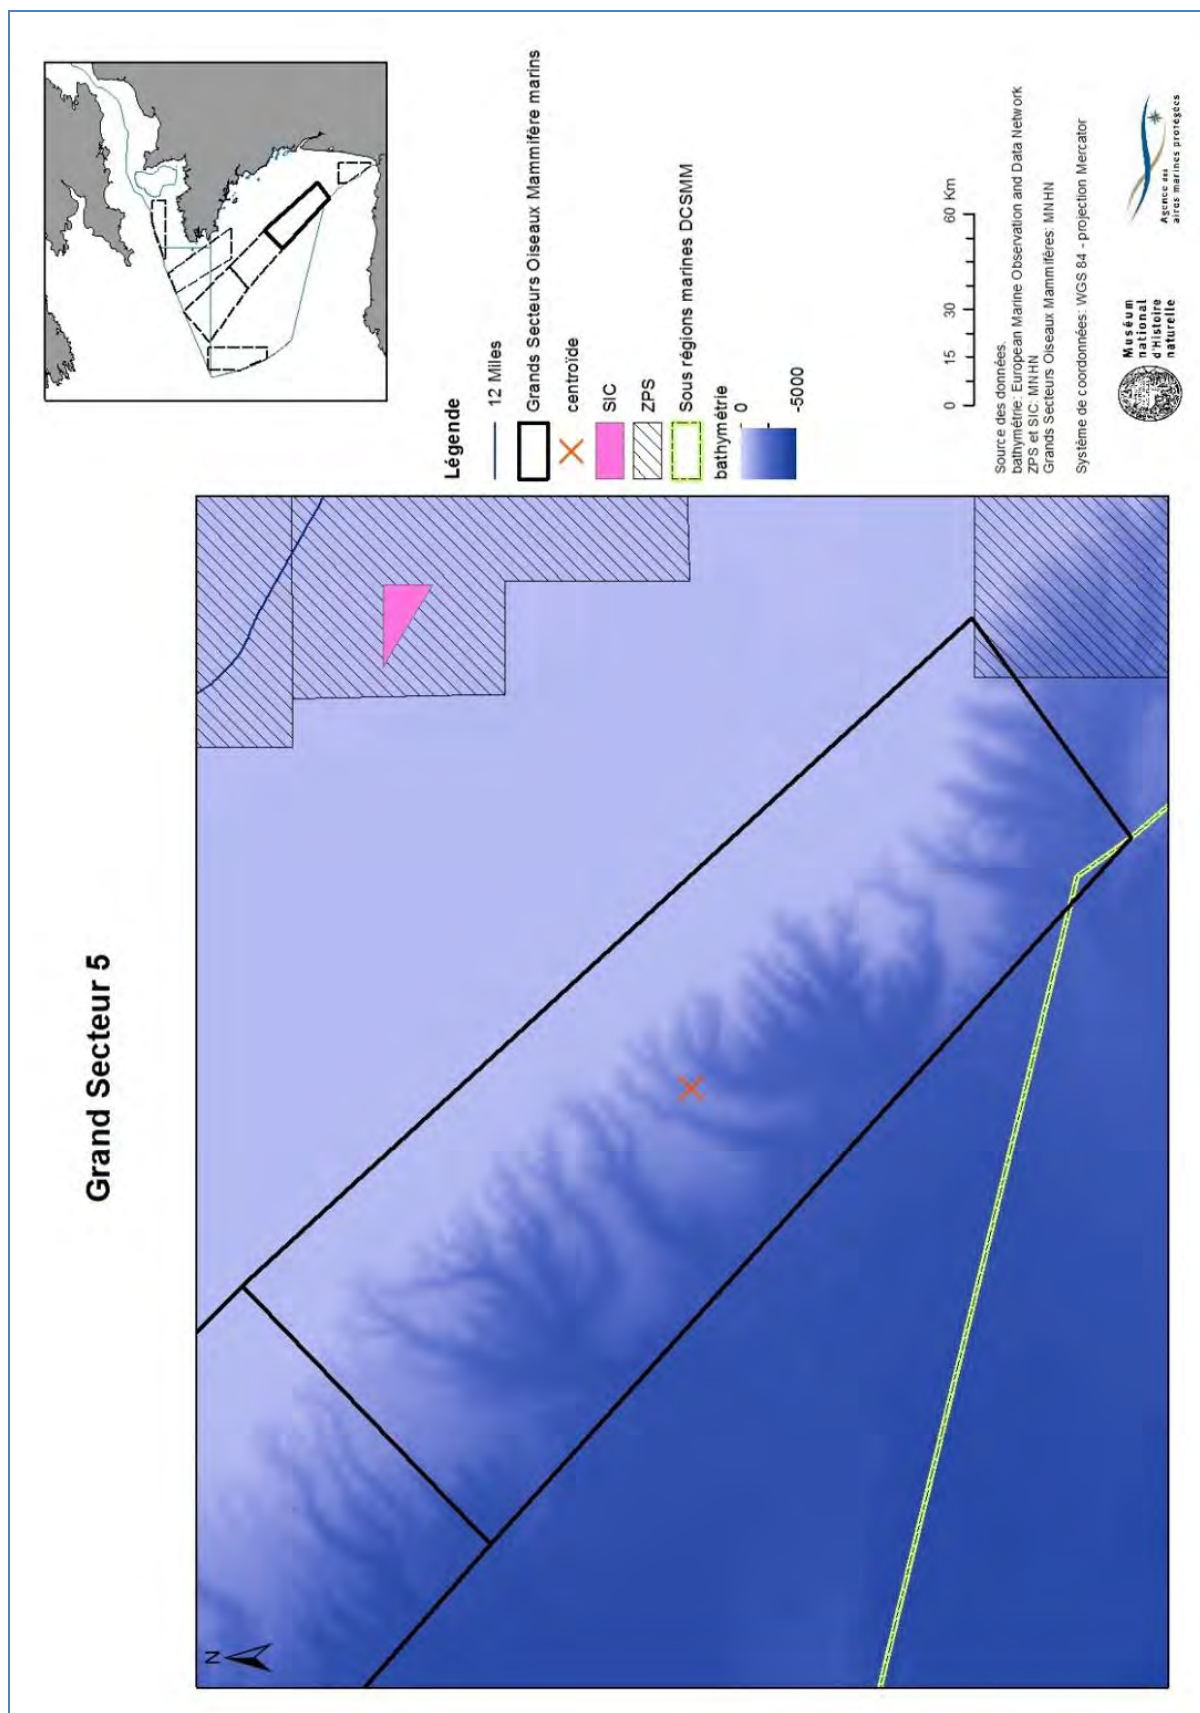 Grand Secteur 5
N
Légende
12 Miles
Grands Secteurs Oiseaux Mammifère marins
centroïde
SIC
ZPS
Sous régions marines DCSMM
bathymétrie
0
-5000
0 15 30 60 Km
Source des données:
bathymétrie: European Marine Observation and Data Network
ZPS et SIC: MNHN
Grands Secteurs Oiseaux Mammifères: MNHN
Système de coordonnées: WGS 84 - projection Mercator
Muséum
national
d'Histoire
naturelle
Agence des
aires marines protégées